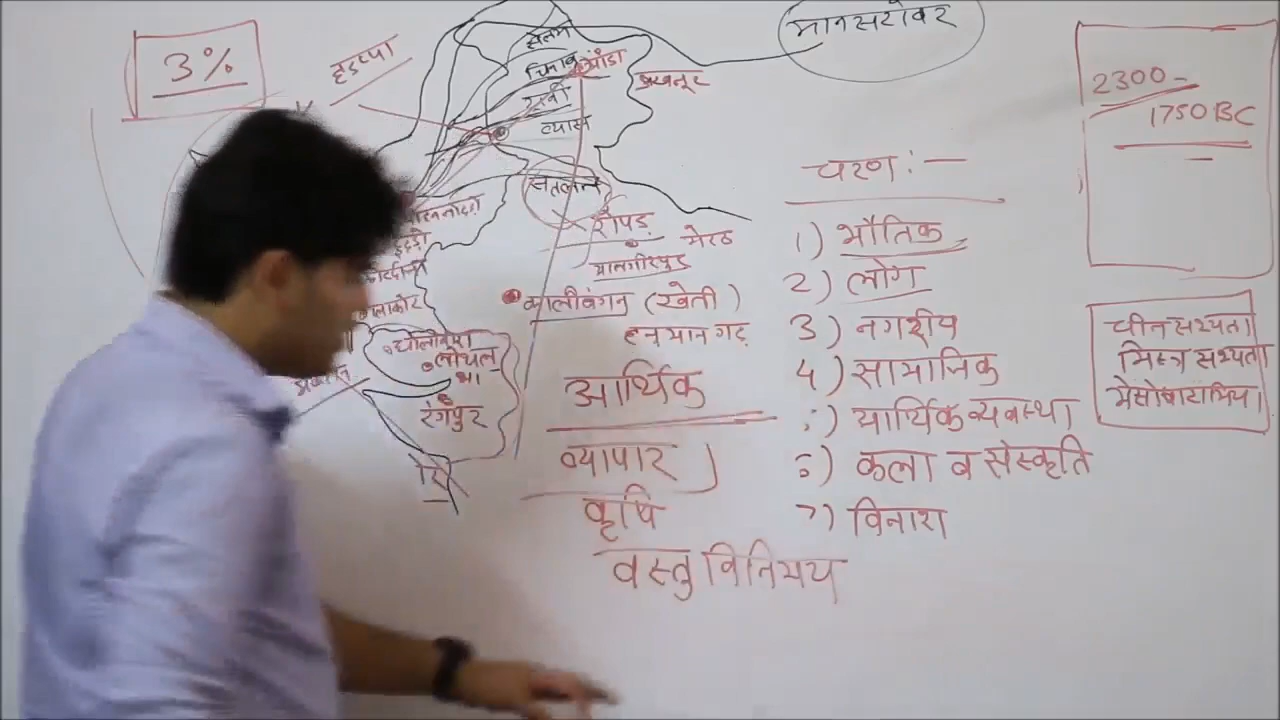 3%
हड़प्पा
मानसरोवर
झेलम
चिनाब
मांडा
अखनूर
रावी
व्यास
सतलज
रोपड़
मेरठ
आलमगीरपुर
कालीबंगन (खेती)
हनुमानगढ़
लोथल
रंगपुर
आर्थिक
व्यापार
कृषि
वस्तु विनिमय
चरण :-
1) भौतिक
2) लोग
3) नगरीय
4) सामाजिक
5) आर्थिक व्यवस्था
6) कला व संस्कृति
7) विनाश
2300 -
1750 BC
चीन सभ्यता
मिस्त्र सभ्यता
मेसोपोटामिया